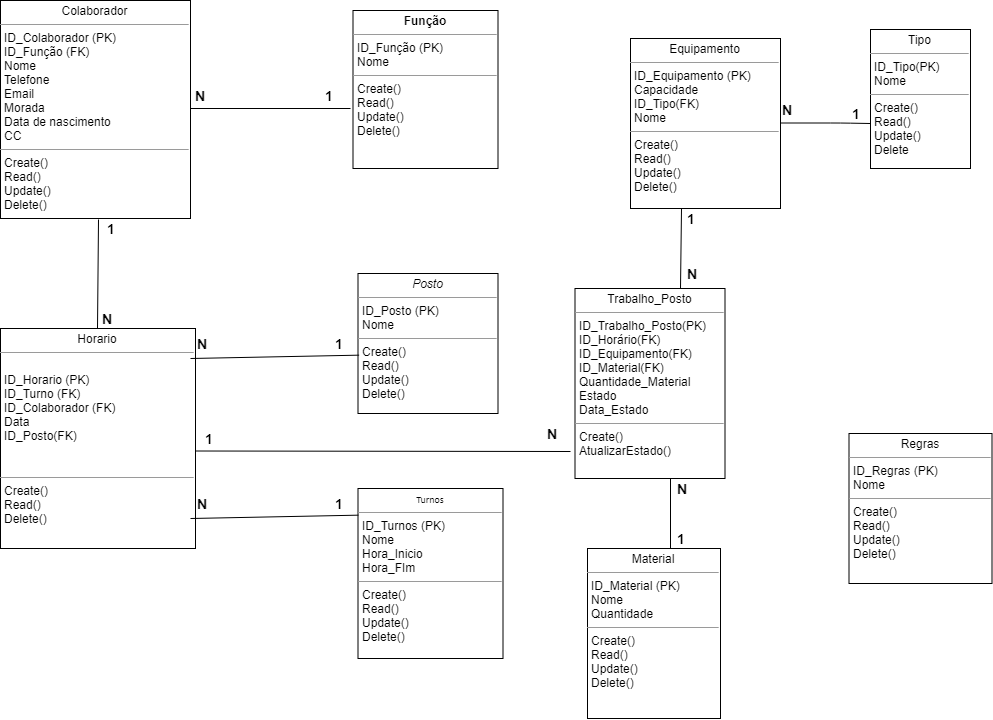 Colaborador
ID_Colaborador (PK)
ID_Função (FK)
Nome
Telefone
Email
Morada
Data de nascimento
CC
Create()
Read()
Update()
Delete()
N
1
Função
ID_Função (PK)
Nome
Create()
Read()
Update()
Delete()
Equipamento
ID_Equipamento (PK)
Capacidade
ID_Tipo(FK)
Nome
Create()
Read()
Update()
Delete()
N
1
Tipo
ID_Tipo(PK)
Nome
Create()
Read()
Update()
Delete
1
N
1
N
Horario
ID_Horario (PK)
ID_Turno (FK)
ID_Colaborador (FK)
Data
ID_Posto(FK)
Create()
Read()
Delete()
N
1
Posto
ID_Posto (PK)
Nome
Create()
Read()
Update()
Delete()
1
N
Trabalho_Posto
ID_Trabalho_Posto(PK)
ID_Horário(FK)
ID_Equipamento(FK)
ID_Material(FK)
Quantidade_Material
Estado
Data_Estado
Create()
AtualizarEstado()
N
1
Turnos
ID_Turnos (PK)
Nome
Hora_Inicio
Hora_FIm
Create()
Read()
Update()
Delete()
N
1
Material
ID_Material (PK)
Nome
Quantidade
Create()
Read()
Update()
Delete()
Regras
ID_Regras (PK)
Nome
Create()
Read()
Update()
Delete()